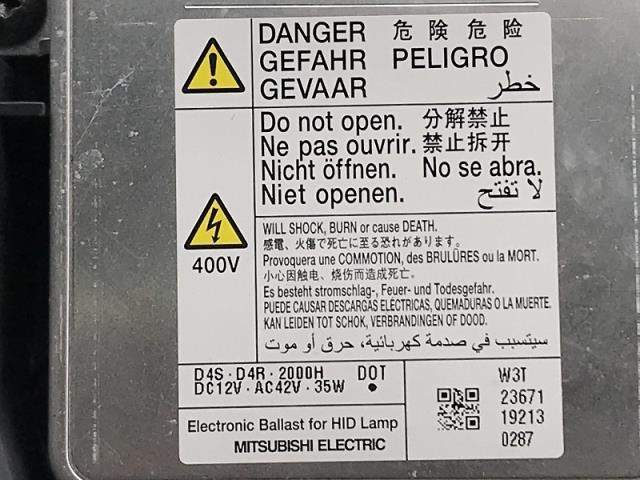 DANGER 危 険 危 险
GEFAHR PELIGRO
GEVAAR خطر
Do not open. 分解禁止
Ne pas ouvrir. 禁止拆开
Nicht öffnen. No se abra.
Niet openen. لا تفتح
400V
WILL SHOCK, BURN or cause DEATH.
感電、火傷で死亡に至る恐れがあります。
Provoquera une COMMOTION, des BRULÛRES ou la MORT.
小心因触电、烧伤而造成死亡。
Es besteht stromschlag-, Feuer- und Todesgefahr.
PUEDE CAUSAR DESCARGAS ELÉCTRICAS, QUEMADURAS O LA MUERTE.
KAN LEIDEN TOT SCHOK, VERBRANDINGEN OF DOOD.
سيتسبب في صدمة كهربائية، حرق أو موت
D4S · D4R · 2000H DOT
DC12V · AC42V · 35W ●
Electronic Ballast for HID Lamp
MITSUBISHI ELECTRIC
W3T
23671
19213
0287